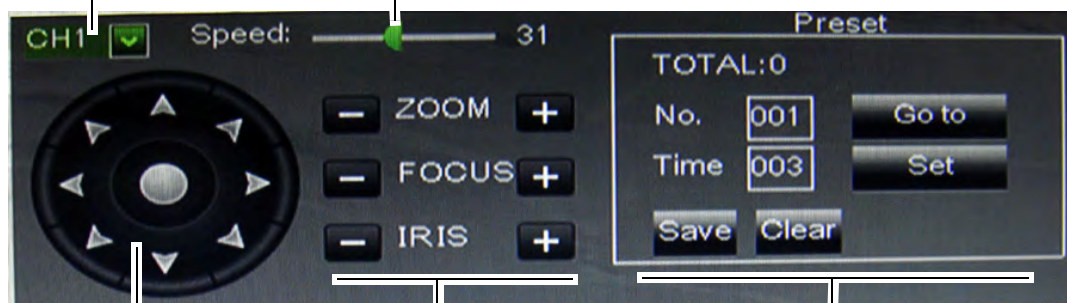 CH1 Speed: 31
Preset
TOTAL:0
ZOOM
No. 001 Go to
FOCUS
Time 003 Set
IRIS
Save Clear